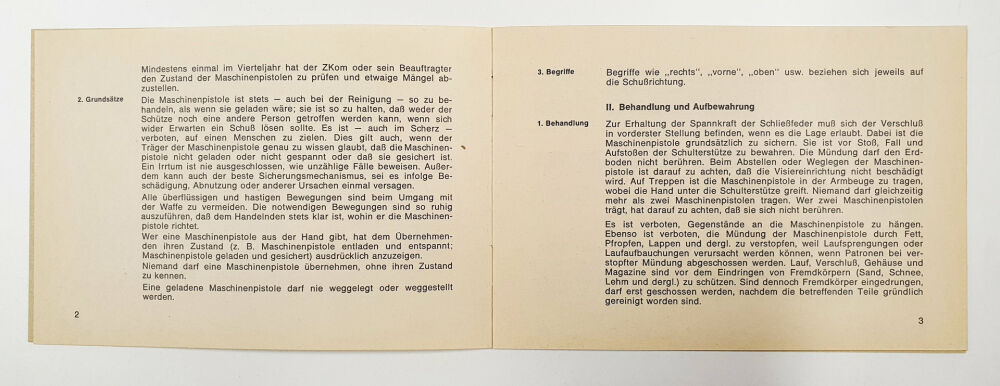 Mindestens einmal im Vierteljahr hat der ZKom oder sein Beauftragter
den Zustand der Maschinenpistolen zu prüfen und etwaige Mängel ab-
zustellen.
2. Grundsätze Die Maschinenpistole ist stets — auch bei der Reinigung — so zu be-
handeln, als wenn sie geladen wäre; sie ist so zu halten, daß weder der
Schütze noch eine andere Person getroffen werden kann, wenn sich
wider Erwarten ein Schuß lösen sollte. Es ist — auch im Scherz —
verboten, auf einen Menschen zu zielen. Dies gilt auch, wenn der
Träger der Maschinenpistole genau zu wissen glaubt, daß die Maschinen-
pistole nicht geladen oder nicht gespannt oder daß sie gesichert ist.
Ein Irrtum ist nie ausgeschlossen, wie unzählige Fälle beweisen. Außer-
dem kann auch der beste Sicherungsmechanismus, sei es infolge Be-
schädigung, Abnutzung oder anderer Ursachen einmal versagen.
Alle überflüssigen und hastigen Bewegungen sind beim Umgang mit
der Waffe zu vermeiden. Die notwendigen Bewegungen sind so ruhig
auszuführen, daß dem Handelnden stets klar ist, wohin er die Maschinen-
pistole richtet.
Wer eine Maschinenpistole aus der Hand gibt, hat dem Übernehmen-
den ihren Zustand (z. B. Maschinenpistole entladen und entspannt;
Maschinenpistole geladen und gesichert) ausdrücklich anzuzeigen.
Niemand darf eine Maschinenpistole übernehmen, ohne ihren Zustand
zu kennen.
Eine geladene Maschinenpistole darf nie weggelegt oder weggestellt
werden.
2
3. Begriffe Begriffe wie „rechts", „vorne", „oben" usw. beziehen sich jeweils auf
die Schußrichtung.
II. Behandlung und Aufbewahrung
1. Behandlung Zur Erhaltung der Spannkraft der Schließfeder muß sich der Verschluß
in vorderster Stellung befinden, wenn es die Lage erlaubt. Dabei ist die
Maschinenpistole grundsätzlich zu sichern. Sie ist vor Stoß, Fall und
Aufstoßen der Schulterstütze zu bewahren. Die Mündung darf den Erd-
boden nicht berühren. Beim Abstellen oder Weglegen der Maschinen-
pistole ist darauf zu achten, daß die Visiereinrichtung nicht beschädigt
wird. Auf Treppen ist die Maschinenpistole in der Armbeuge zu tragen,
wobei die Hand unter die Schulterstütze greift. Niemand darf gleichzeitig
mehr als zwei Maschinenpistolen tragen. Wer zwei Maschinenpistolen
trägt, hat darauf zu achten, daß sie sich nicht berühren.
Es ist verboten, Gegenstände an die Maschinenpistole zu hängen.
Ebenso ist verboten, die Mündung der Maschinenpistole durch Fett,
Pfropfen, Lappen und dergl. zu verstopfen, weil Laufsprengungen oder
Laufaufbauchungen verursacht werden können, wenn Patronen bei ver-
stopfter Mündung abgeschossen werden. Lauf, Verschluß, Gehäuse und
Magazine sind vor dem Eindringen von Fremdkörpern (Sand, Schnee,
Lehm und dergl.) zu schützen. Sind dennoch Fremdkörper eingedrungen,
darf erst geschossen werden, nachdem die betreffenden Teile gründlich
gereinigt worden sind.
3